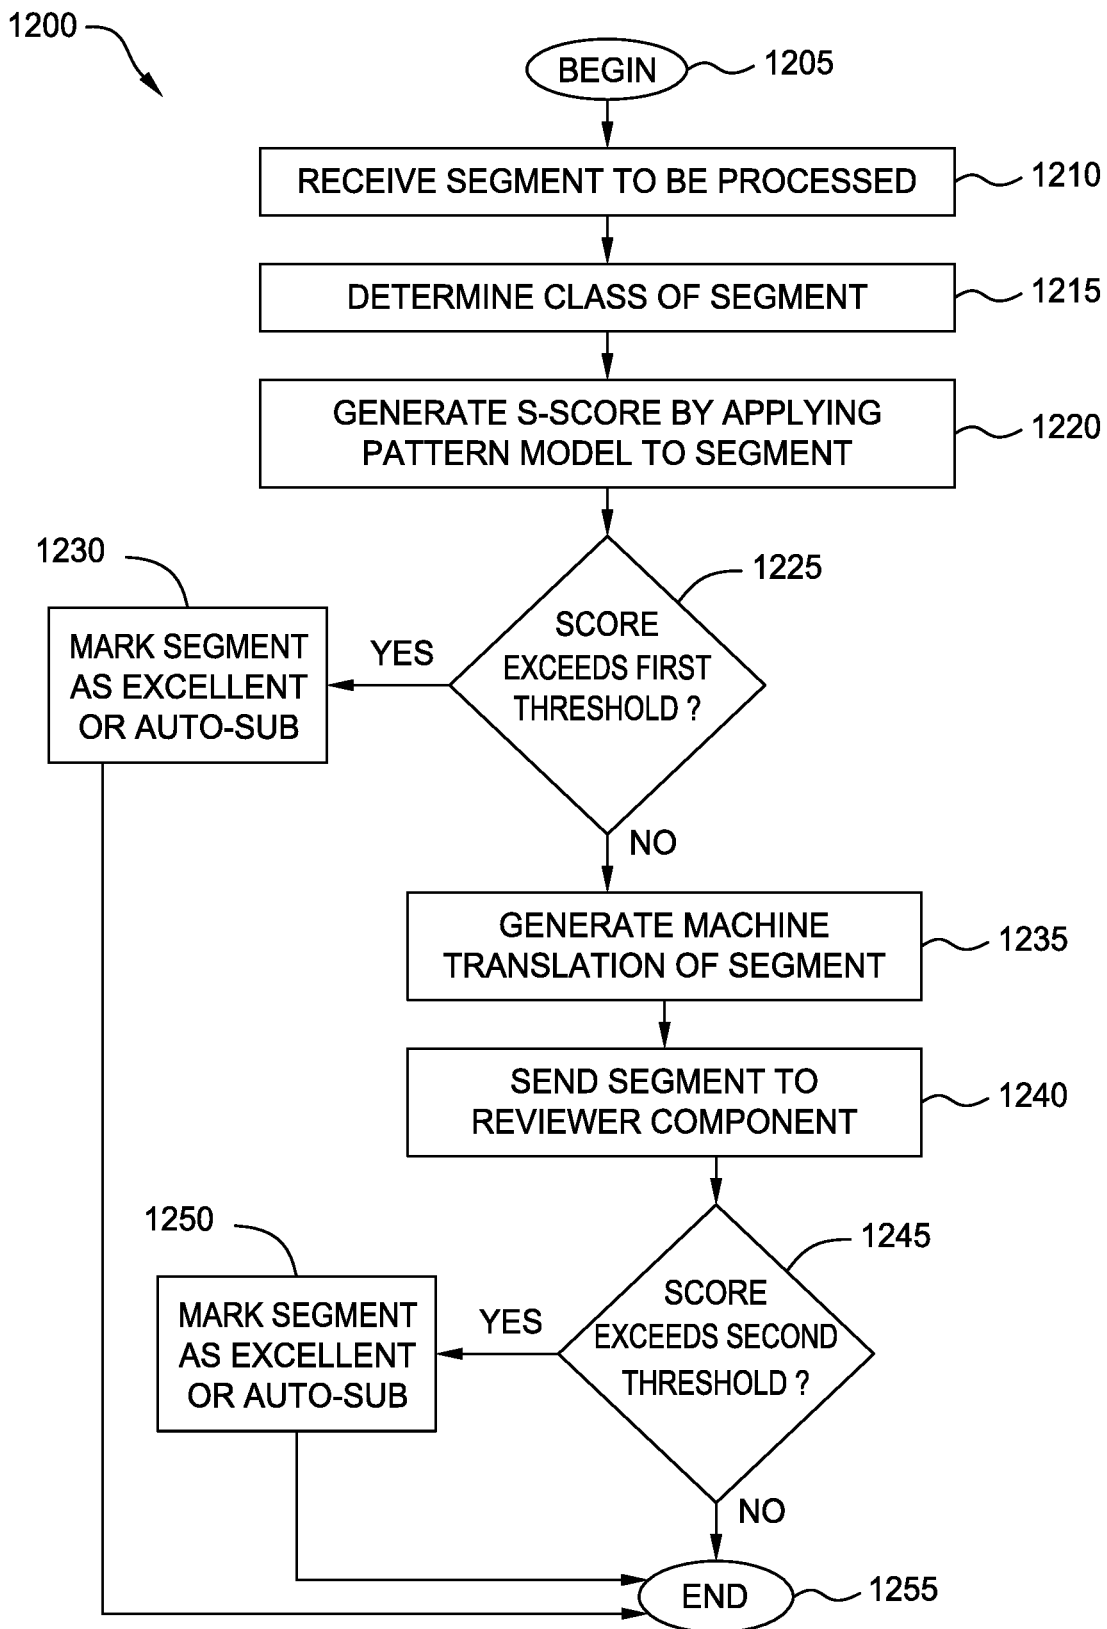 1200
BEGIN
1205
RECEIVE SEGMENT TO BE PROCESSED
1210
DETERMINE CLASS OF SEGMENT
1215
GENERATE S-SCORE BY APPLYING
PATTERN MODEL TO SEGMENT
1220
1225
SCORE
EXCEEDS FIRST
THRESHOLD ?
YES
1230
MARK SEGMENT
AS EXCELLENT
OR AUTO-SUB
NO
GENERATE MACHINE
TRANSLATION OF SEGMENT
1235
SEND SEGMENT TO
REVIEWER COMPONENT
1240
1245
SCORE
EXCEEDS SECOND
THRESHOLD ?
YES
1250
MARK SEGMENT
AS EXCELLENT
OR AUTO-SUB
NO
END
1255